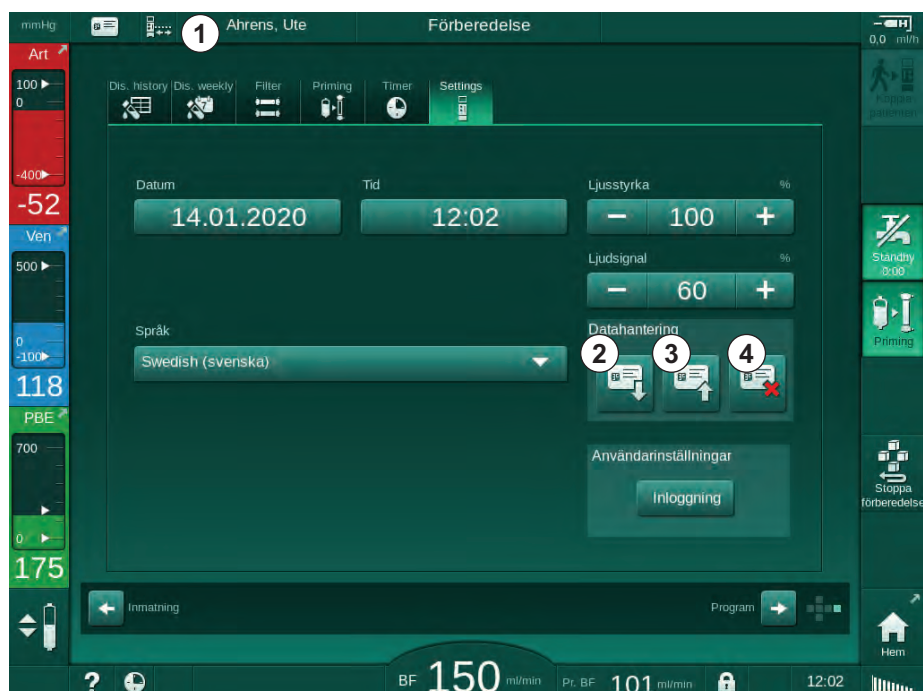 mmHg
1
Ahrens, Ute
Förberedelse
0,0 ml/h
Art
100
0
-400
-52
Ven
500
0
-100
118
PBE
700
0
175
Dis. history
Dis. weekly
Filter
Priming
Timer
Settings
Datum
Tid
Ljusstyrka %
14.01.2020
12:02
− 100 +
Ljudsignal %
− 60 +
Språk
Swedish (svenska)
Datahantering
2
3
4
Användarinställningar
Inloggning
Koppla
patienten
Standby
0:00
Priming
Stoppa
förberedelse
Inmatning
Program
Hem
?
BF 150 ml/min
Pr. BF 101 ml/min
12:02